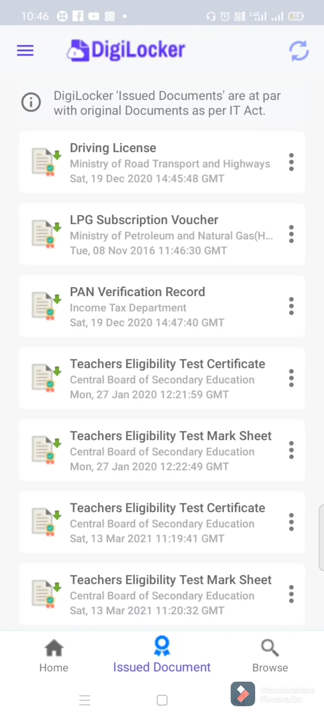 10:46
DigiLocker
DigiLocker 'Issued Documents' are at par
with original Documents as per IT Act.
Driving License
Ministry of Road Transport and Highways
Sat, 19 Dec 2020 14:45:48 GMT
LPG Subscription Voucher
Ministry of Petroleum and Natural Gas(H...
Tue, 08 Nov 2016 11:46:30 GMT
PAN Verification Record
Income Tax Department
Sat, 19 Dec 2020 14:47:40 GMT
Teachers Eligibility Test Certificate
Central Board of Secondary Education
Mon, 27 Jan 2020 12:21:59 GMT
Teachers Eligibility Test Mark Sheet
Central Board of Secondary Education
Mon, 27 Jan 2020 12:22:49 GMT
Teachers Eligibility Test Certificate
Central Board of Secondary Education
Sat, 13 Mar 2021 11:19:41 GMT
Teachers Eligibility Test Mark Sheet
Central Board of Secondary Education
Sat, 13 Mar 2021 11:20:32 GMT
Home
Issued Document
Browse
Wondershare
Filmora9